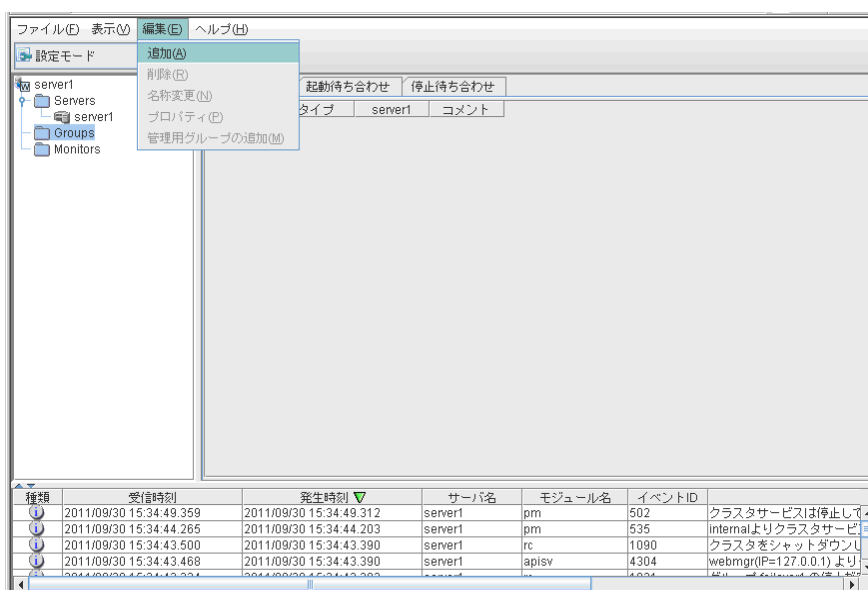 ファイル(F) 表示(V) 編集(E) ヘルプ(H)
設定モード
追加(A)
削除(R)
名称変更(N)
プロパティ(P)
管理用グループの追加(M)
server1
Servers
server1
Groups
Monitors
起動待ち合わせ 停止待ち合わせ
タイプ server1 コメント
種類 受信時刻 発生時刻 サーバ名 モジュール名 イベントID
2011/09/30 15:34:49.359 2011/09/30 15:34:49.312 server1 pm 502 クラスタサービスは停止して
2011/09/30 15:34:44.265 2011/09/30 15:34:44.203 server1 pm 535 internalよりクラスタサービ
2011/09/30 15:34:43.500 2011/09/30 15:34:43.390 server1 rc 1090 クラスタをシャットダウンし
2011/09/30 15:34:43.468 2011/09/30 15:34:43.390 server1 apisv 4304 webmgr(IP=127.0.0.1) より